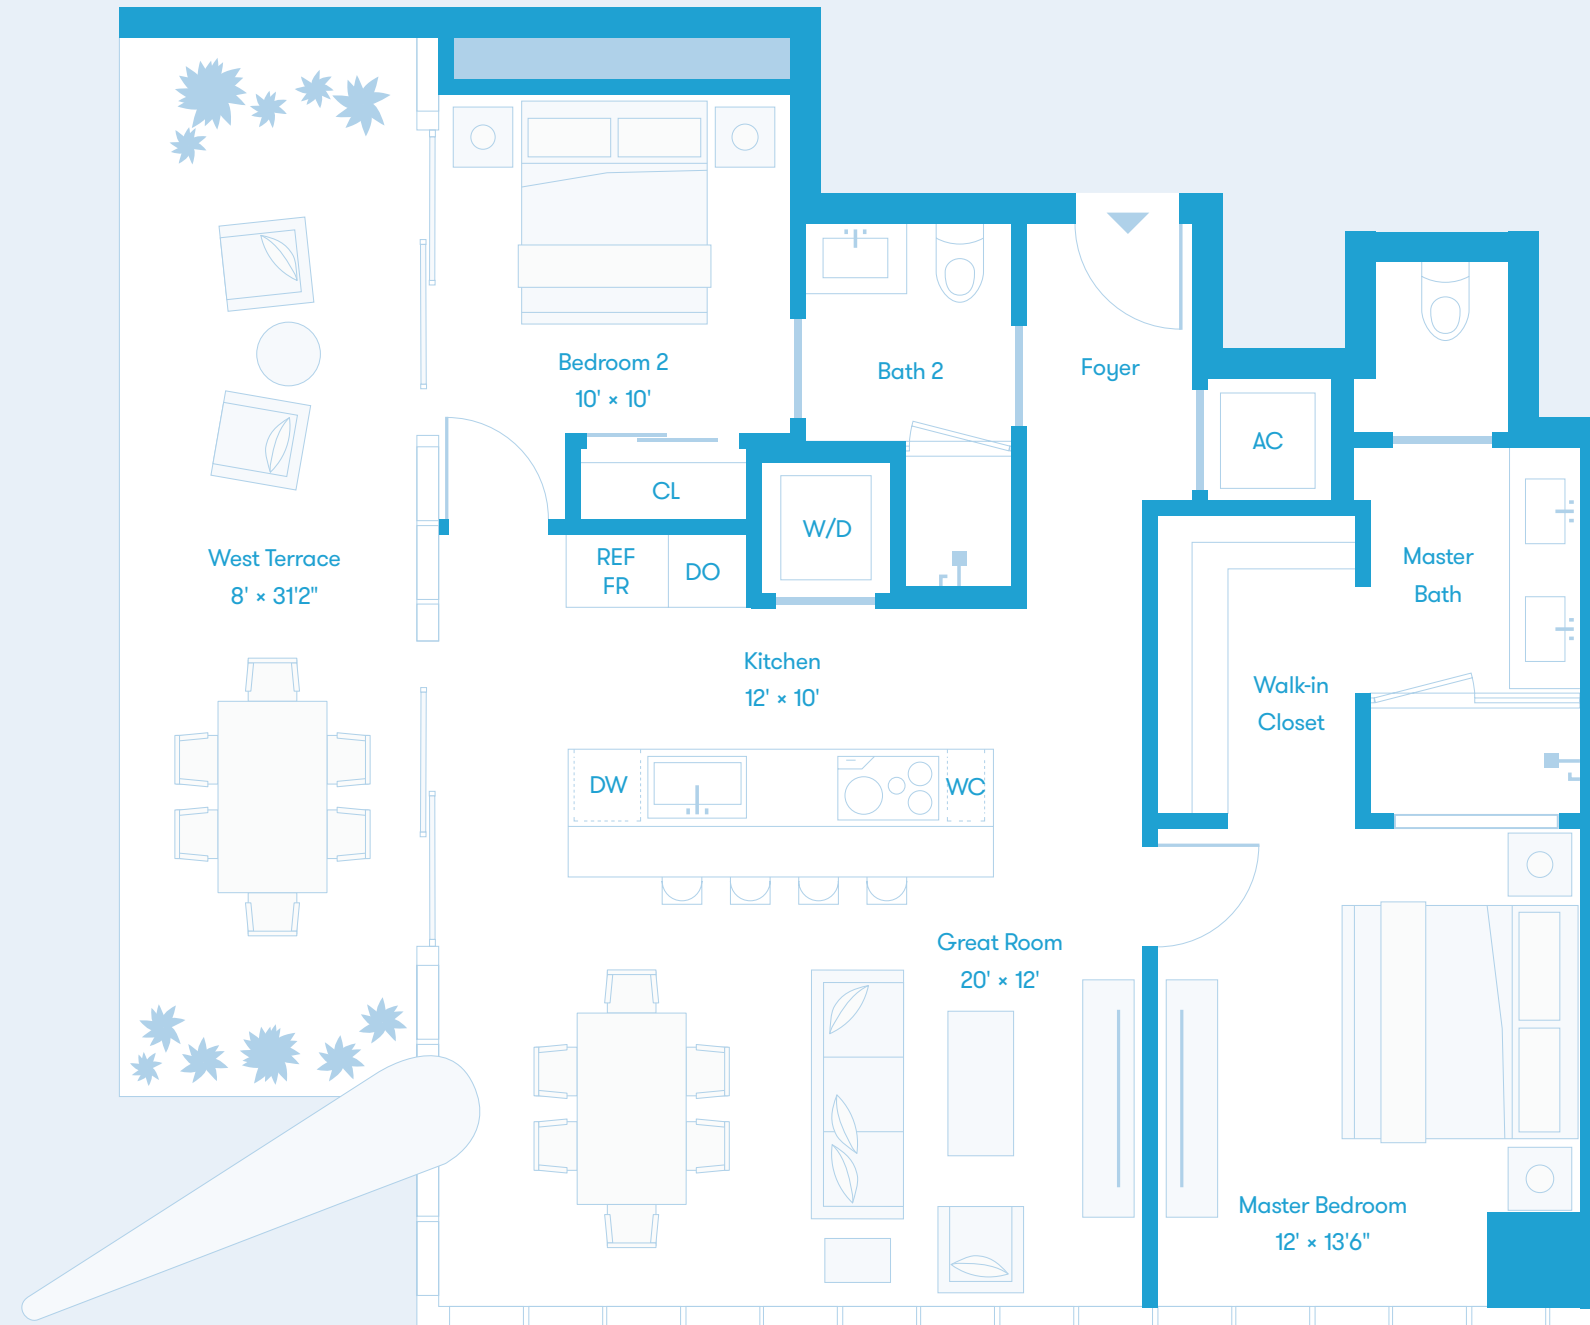 Bedroom 2
10' × 10'
Bath 2
Foyer
AC
CL
W/D
REF
FR
DO
West Terrace
8' × 31'2"
Master
Bath
Kitchen
12' × 10'
Walk-in
Closet
DW
WC
Great Room
20' × 12'
Master Bedroom
12' × 13'6"